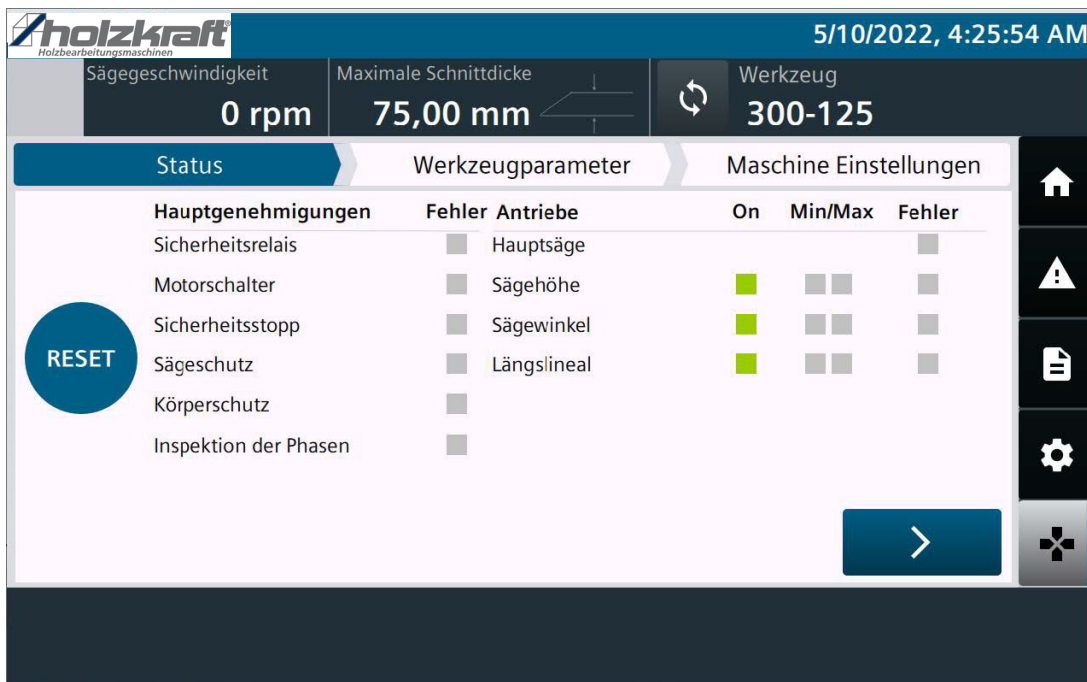 holzkraft®
Holzbearbeitungsmaschinen
5/10/2022, 4:25:54 AM
Sägegeschwindigkeit
0 rpm
Maximale Schnittdicke
75,00 mm
Werkzeug
300-125
Status
Werkzeugparameter
Maschine Einstellungen
Hauptgenehmigungen Fehler
Sicherheitsrelais
Motorschalter
Sicherheitsstopp
Sägeschutz
Körperschutz
Inspektion der Phasen
RESET
Antriebe On Min/Max Fehler
Hauptsäge
Sägehöhe
Sägewinkel
Längslineal